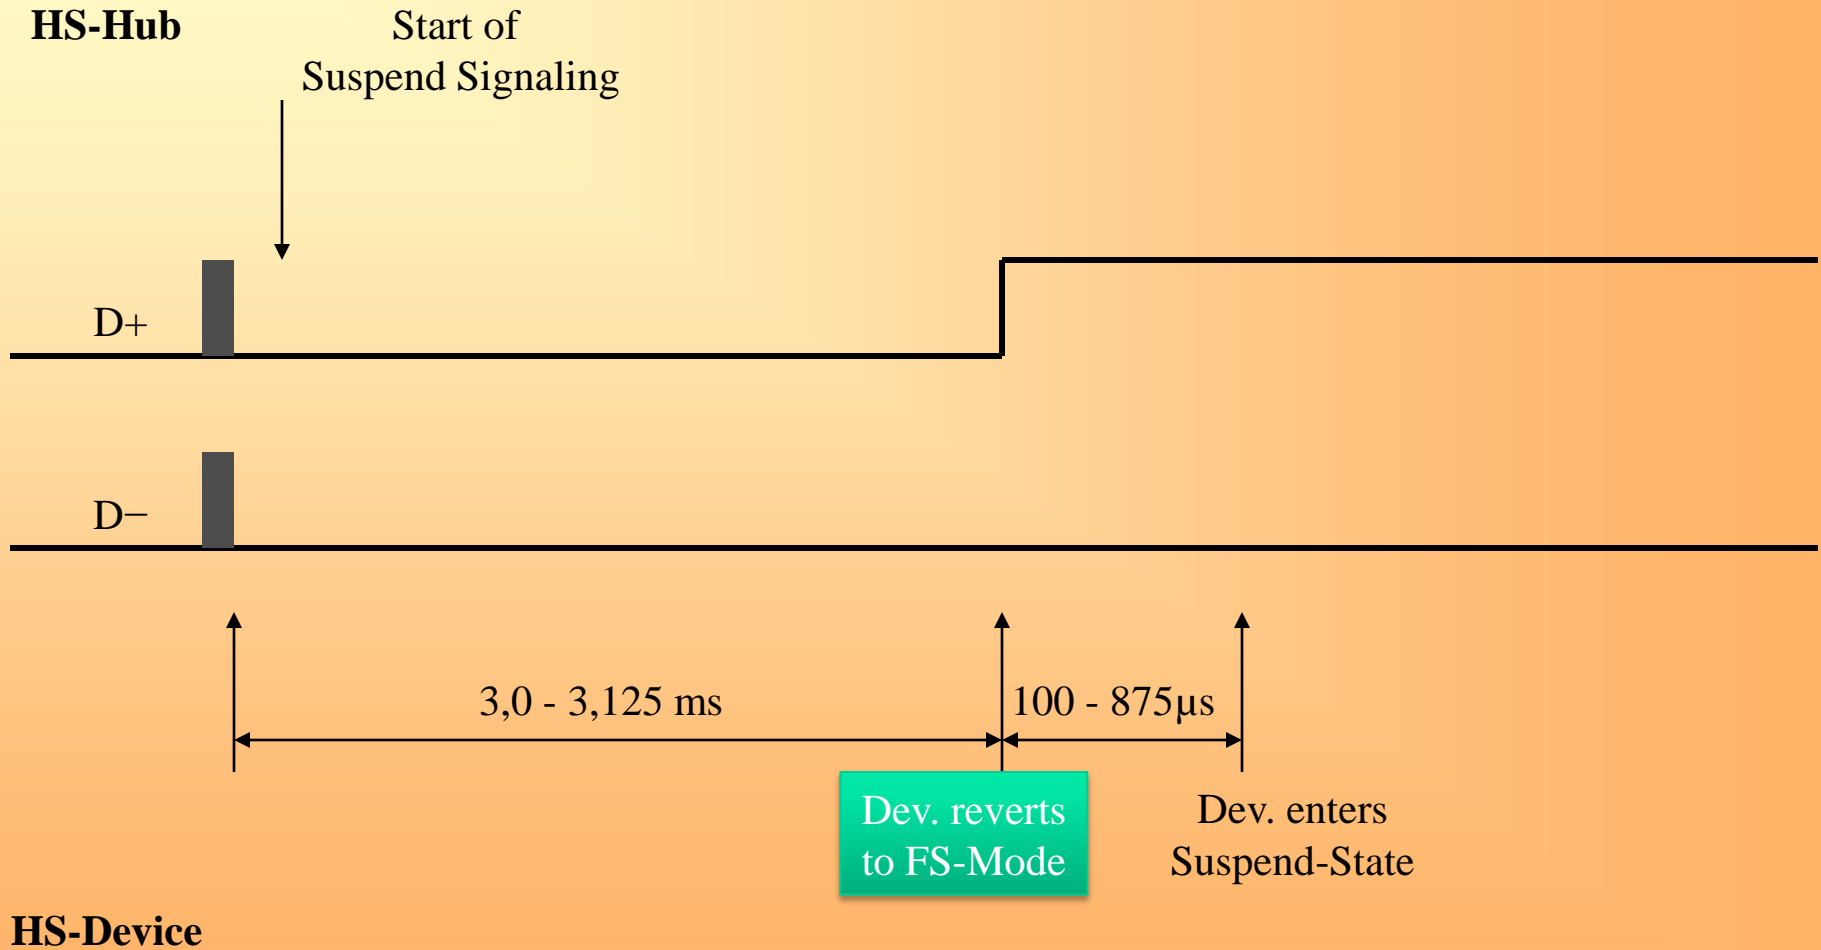 HS-Hub
Start of
Suspend Signaling
D+
D−
3,0 - 3,125 ms
100 - 875µs
Dev. reverts
to FS-Mode
Dev. enters
Suspend-State
HS-Device